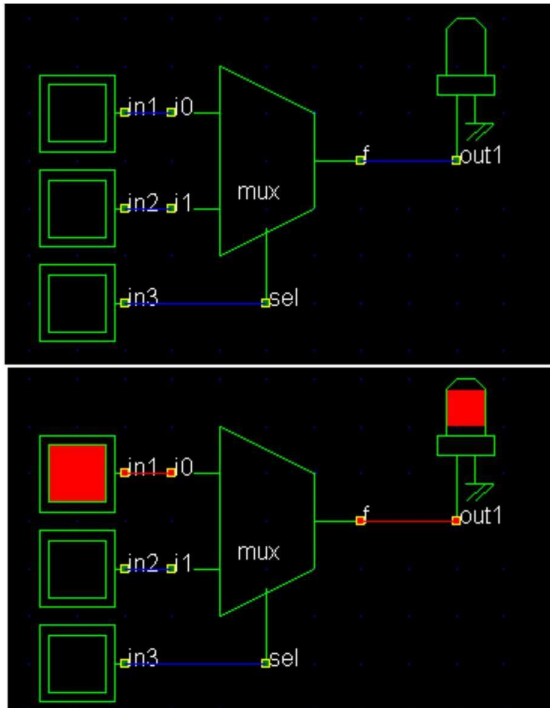 in1 i0
f out1
mux
in2 i1
in3 sel
in1 i0
f out1
mux
in2 i1
in3 sel